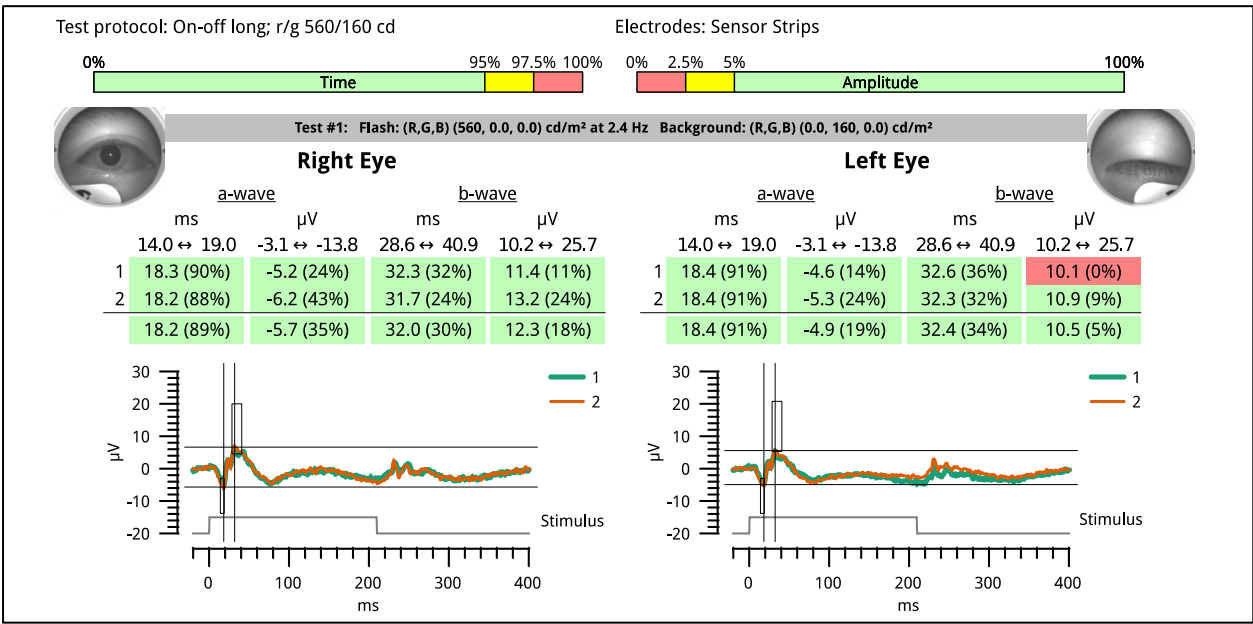 Test protocol: On-off long; r/g 560/160 cd Electrodes: Sensor Strips
0% 95% 97.5% 100% 0% 2.5% 5% 100%
Time Amplitude
Test #1: Flash: (R,G,B) (560, 0.0, 0.0) cd/m² at 2.4 Hz Background: (R,G,B) (0.0, 160, 0.0) cd/m²
Right Eye Left Eye
a-wave b-wave a-wave b-wave
ms µV ms µV ms µV ms µV
14.0 ↔ 19.0 -3.1 ↔ -13.8 28.6 ↔ 40.9 10.2 ↔ 25.7 14.0 ↔ 19.0 -3.1 ↔ -13.8 28.6 ↔ 40.9 10.2 ↔ 25.7
1 18.3 (90%) -5.2 (24%) 32.3 (32%) 11.4 (11%) 1 18.4 (91%) -4.6 (14%) 32.6 (36%) 10.1 (0%)
2 18.2 (88%) -6.2 (43%) 31.7 (24%) 13.2 (24%) 2 18.4 (91%) -5.3 (24%) 32.3 (32%) 10.9 (9%)
18.2 (89%) -5.7 (35%) 32.0 (30%) 12.3 (18%) 18.4 (91%) -4.9 (19%) 32.4 (34%) 10.5 (5%)
30 1 30 1
20 2 20 2
10 10
µV µV
0 0
-10 -10
Stimulus Stimulus
-20 -20
0 100 200 300 400 0 100 200 300 400
ms ms